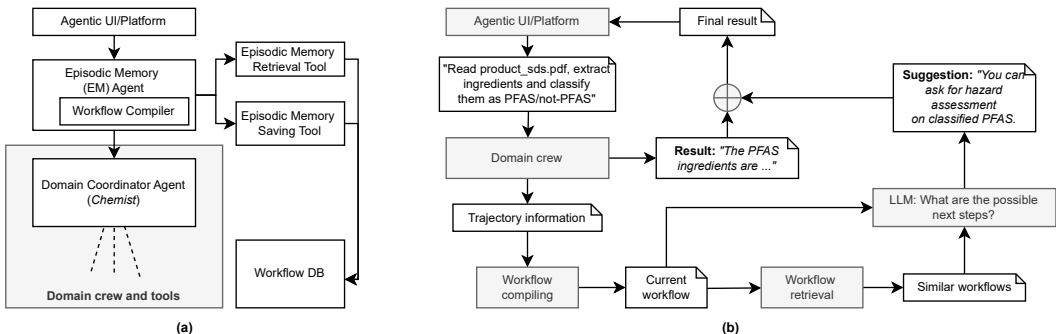 Agentic UI/Platform
Episodic Memory
(EM) Agent
Workflow Compiler
Episodic Memory
Retrieval Tool
Episodic Memory
Saving Tool
Domain Coordinator Agent
(Chemist)
Domain crew and tools
Workflow DB
(a)
Agentic UI/Platform
Final result
"Read product_sds.pdf, extract
ingredients and classify
them as PFAS/not-PFAS"
Suggestion: "You can
ask for hazard
assessment
on classified PFAS.
Domain crew
Result: "The PFAS
ingredients are ..."
Trajectory information
LLM: What are the possible
next steps?
Workflow
compiling
Current
workflow
Workflow
retrieval
Similar workflows
(b)